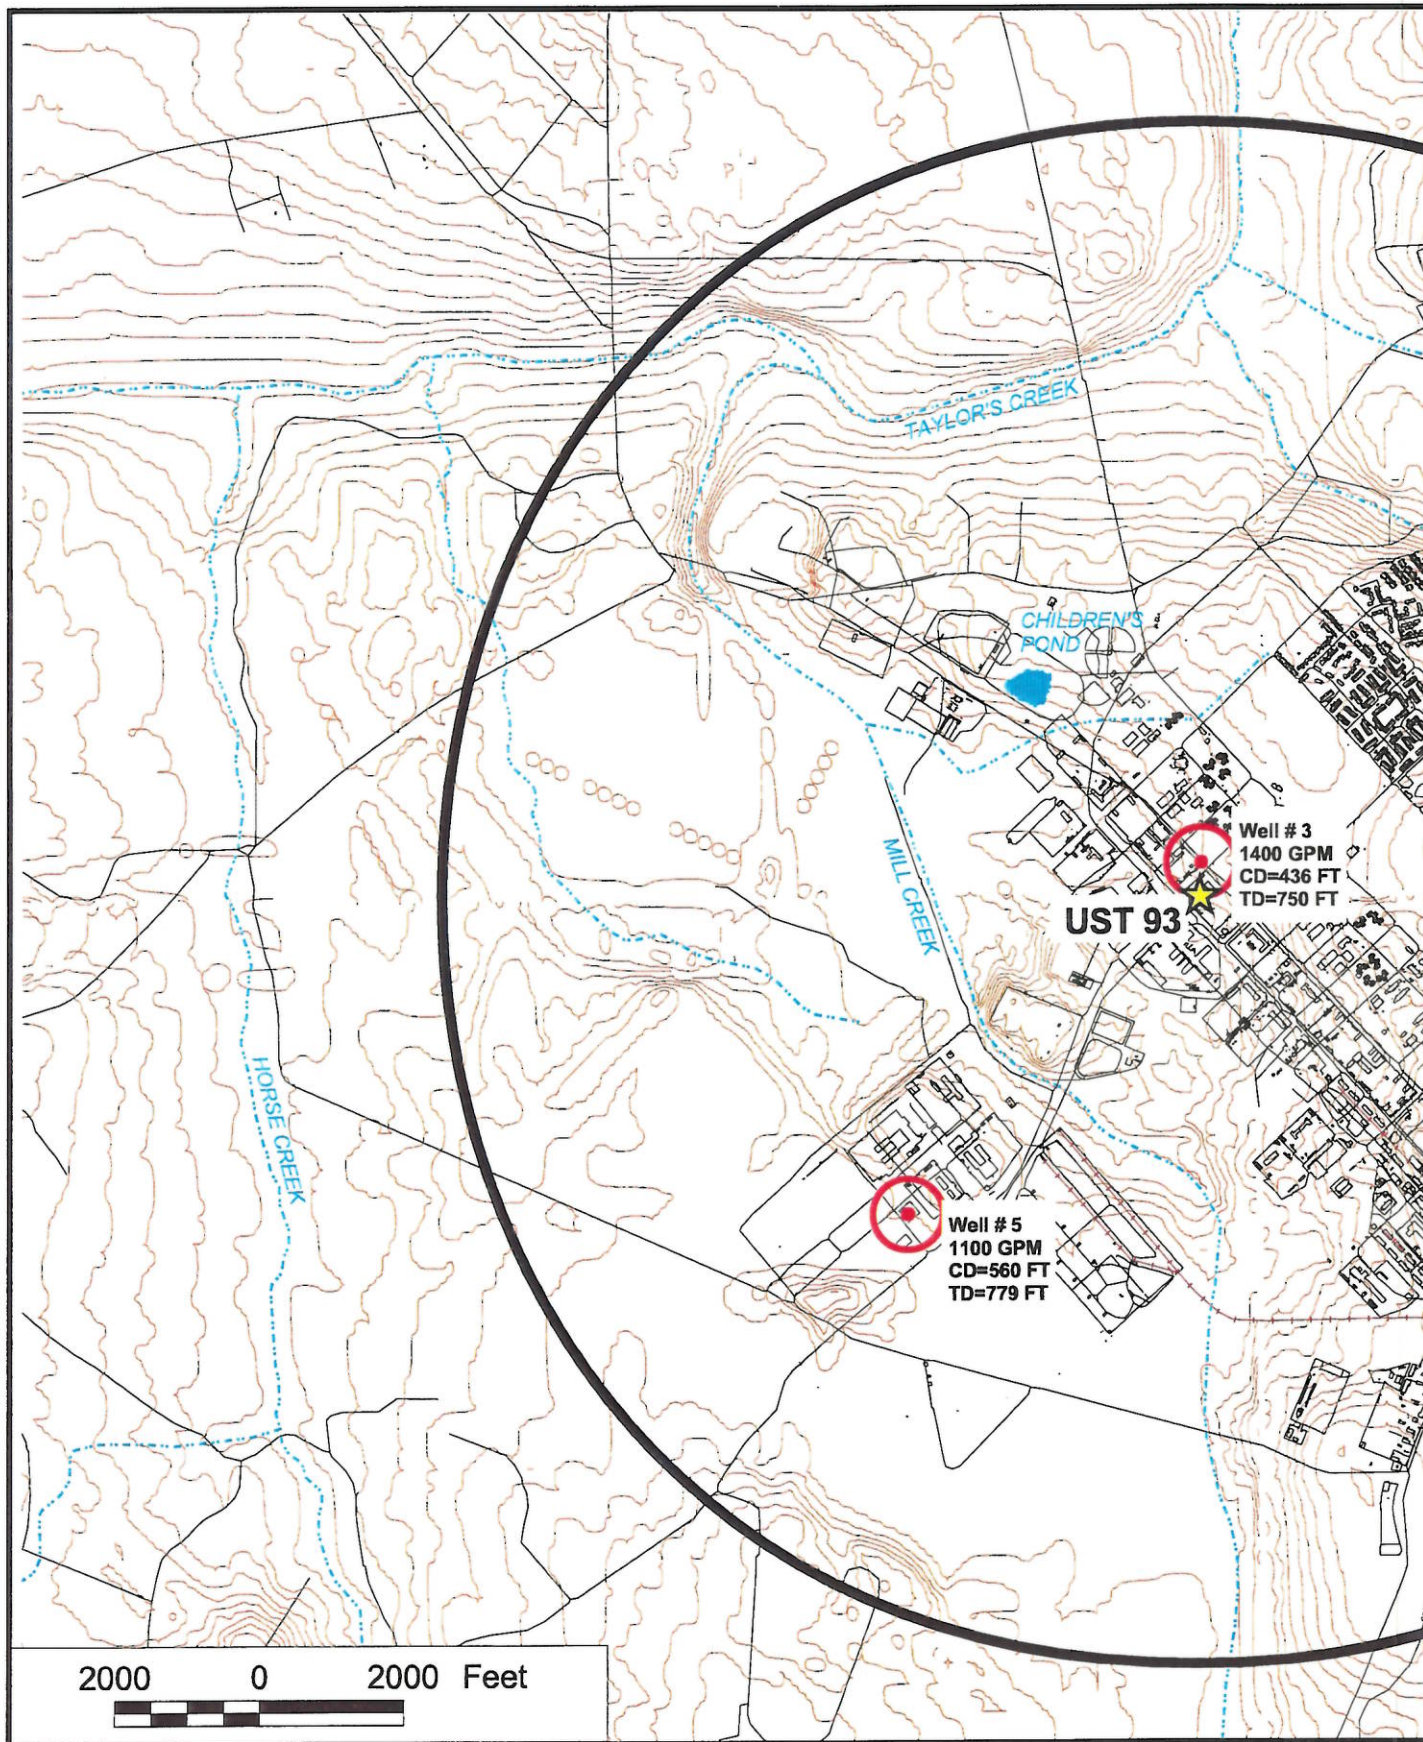 TAYLOR'S CREEK
CHILDREN'S
POND
Well # 3
1400 GPM
CD=436 FT
TD=750 FT
UST 93
MILL CREEK
HORSE CREEK
Well # 5
1100 GPM
CD=560 FT
TD=779 FT
2000 0 2000 Feet